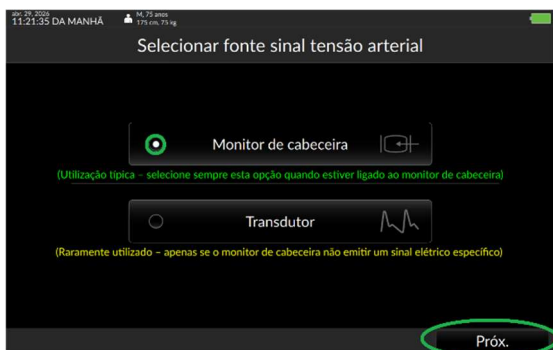 abr. 29, 2026
11:21:35 DA MANHÃ
M, 75 anos
175 cm, 75 kg
Selecionar fonte sinal tensão arterial
Monitor de cabeceira
(Utilização típica – selecione sempre esta opção quando estiver ligado ao monitor de cabeceira)
Transdutor
(Raramente utilizado – apenas se o monitor de cabeceira não emitir um sinal elétrico específico)
Próx.